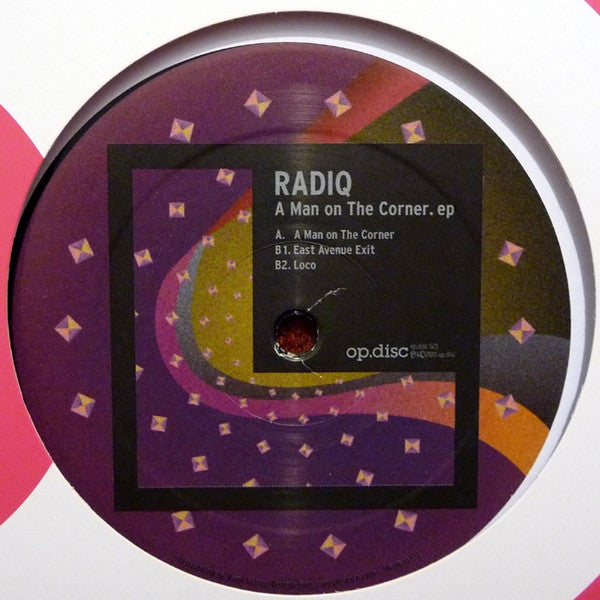 RADIQ
A Man on The Corner. ep
A. A Man on The Corner
B1. East Avenue Exit
B2. Loco
op.disc